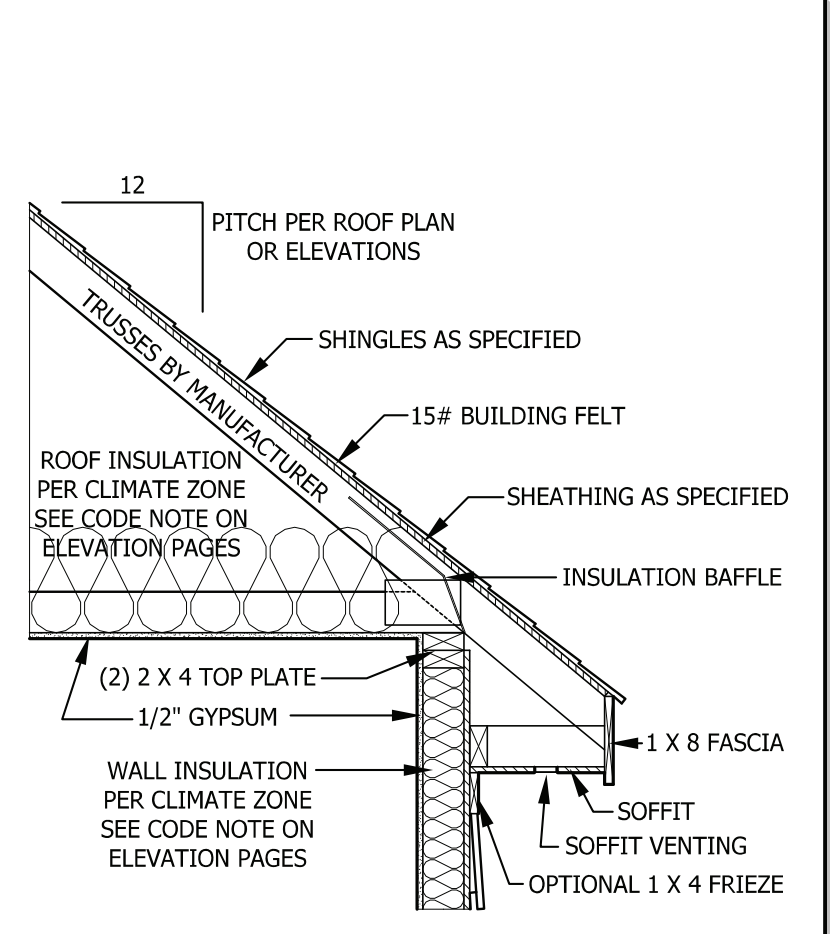 12
PITCH PER ROOF PLAN
OR ELEVATIONS
TRUSSES BY MANUFACTURER
SHINGLES AS SPECIFIED
15# BUILDING FELT
ROOF INSULATION
PER CLIMATE ZONE
SEE CODE NOTE ON
ELEVATION PAGES
SHEATHING AS SPECIFIED
INSULATION BAFFLE
(2) 2 X 4 TOP PLATE
1/2" GYPSUM
1 X 8 FASCIA
WALL INSULATION
PER CLIMATE ZONE
SEE CODE NOTE ON
ELEVATION PAGES
SOFFIT
SOFFIT VENTING
OPTIONAL 1 X 4 FRIEZE